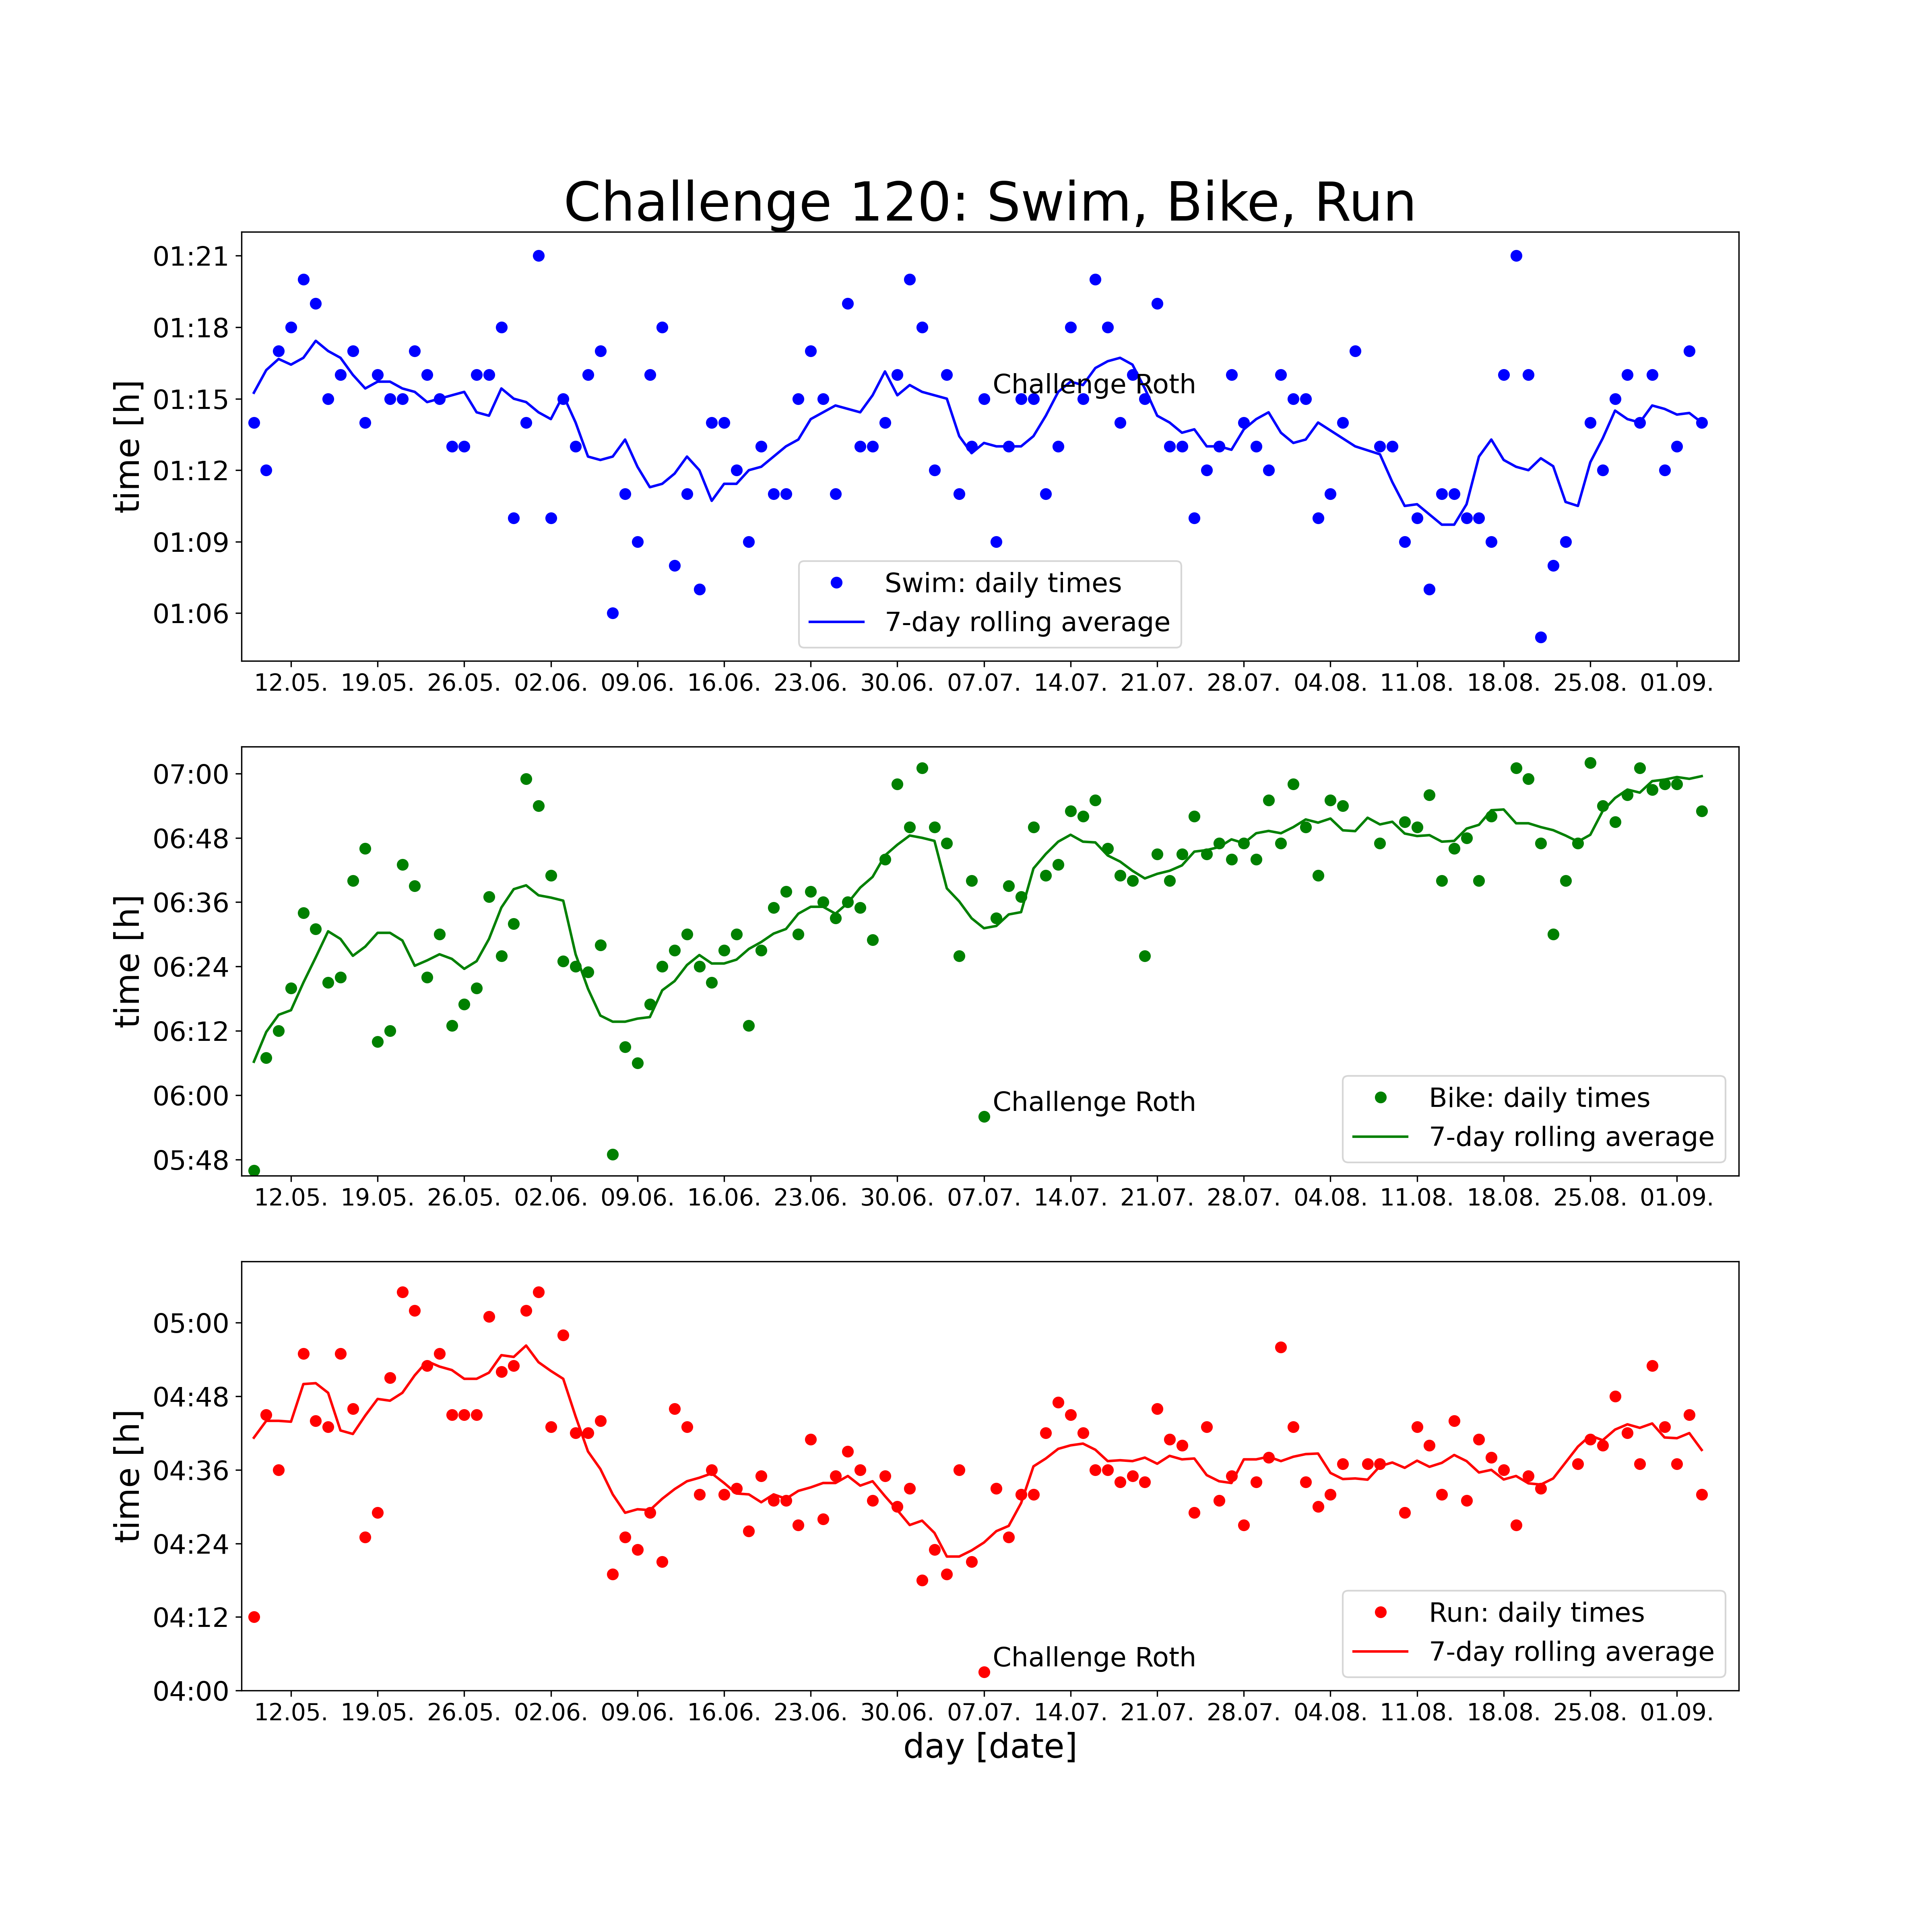 Challenge 120: Swim, Bike, Run
01:21
01:18
01:15
01:12
01:09
01:06
time [h]
Challenge Roth
Swim: daily times
7-day rolling average
12.05. 19.05. 26.05. 02.06. 09.06. 16.06. 23.06. 30.06. 07.07. 14.07. 21.07. 28.07. 04.08. 11.08. 18.08. 25.08. 01.09.
07:00
06:48
06:36
06:24
06:12
06:00
05:48
time [h]
Challenge Roth
Bike: daily times
7-day rolling average
12.05. 19.05. 26.05. 02.06. 09.06. 16.06. 23.06. 30.06. 07.07. 14.07. 21.07. 28.07. 04.08. 11.08. 18.08. 25.08. 01.09.
05:00
04:48
04:36
04:24
04:12
04:00
time [h]
Challenge Roth
Run: daily times
7-day rolling average
12.05. 19.05. 26.05. 02.06. 09.06. 16.06. 23.06. 30.06. 07.07. 14.07. 21.07. 28.07. 04.08. 11.08. 18.08. 25.08. 01.09.
day [date]